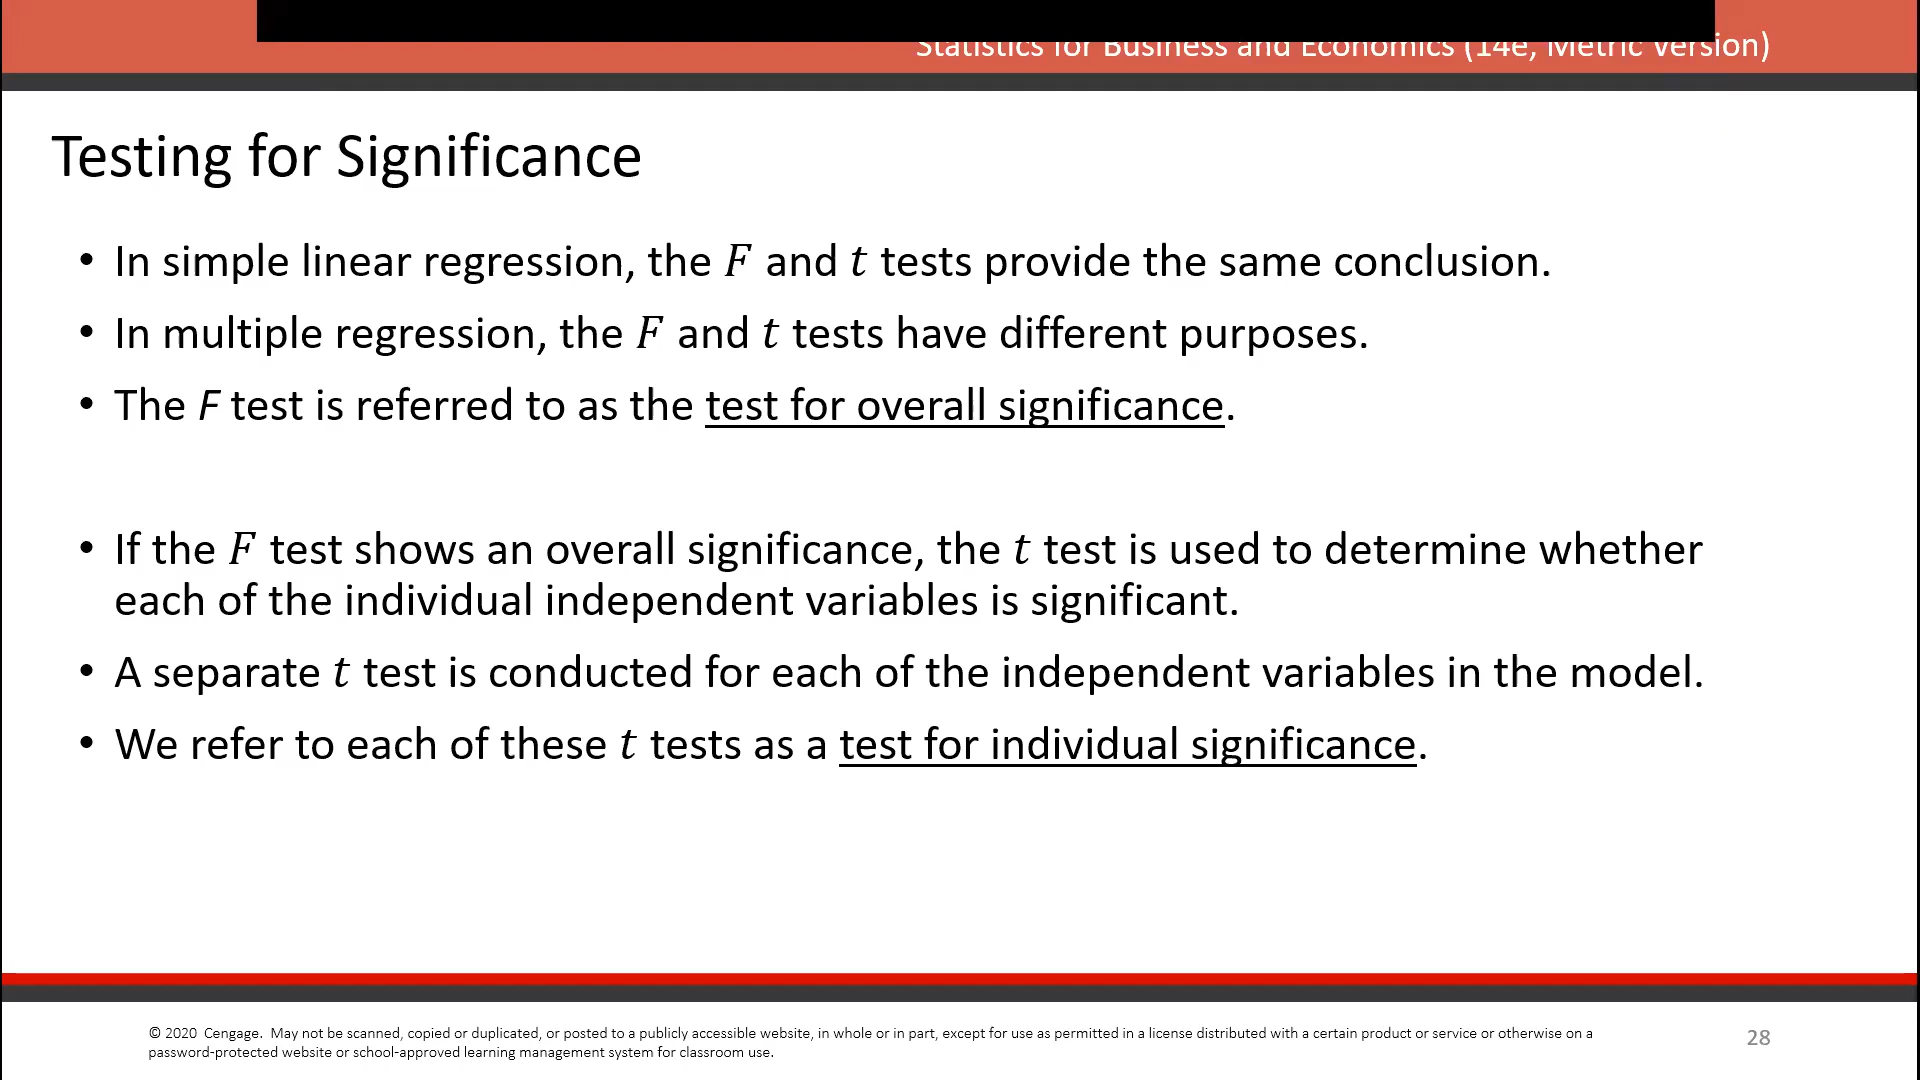 Statistics for Business and Economics (14e, Metric Version)
Testing for Significance
• In simple linear regression, the F and t tests provide the same conclusion.
• In multiple regression, the F and t tests have different purposes.
• The F test is referred to as the test for overall significance.
• If the F test shows an overall significance, the t test is used to determine whether
each of the individual independent variables is significant.
• A separate t test is conducted for each of the independent variables in the model.
• We refer to each of these t tests as a test for individual significance.
© 2020 Cengage. May not be scanned, copied or duplicated, or posted to a publicly accessible website, in whole or in part, except for use as permitted in a license distributed with a certain product or service or otherwise on a
password-protected website or school-approved learning management system for classroom use.
28